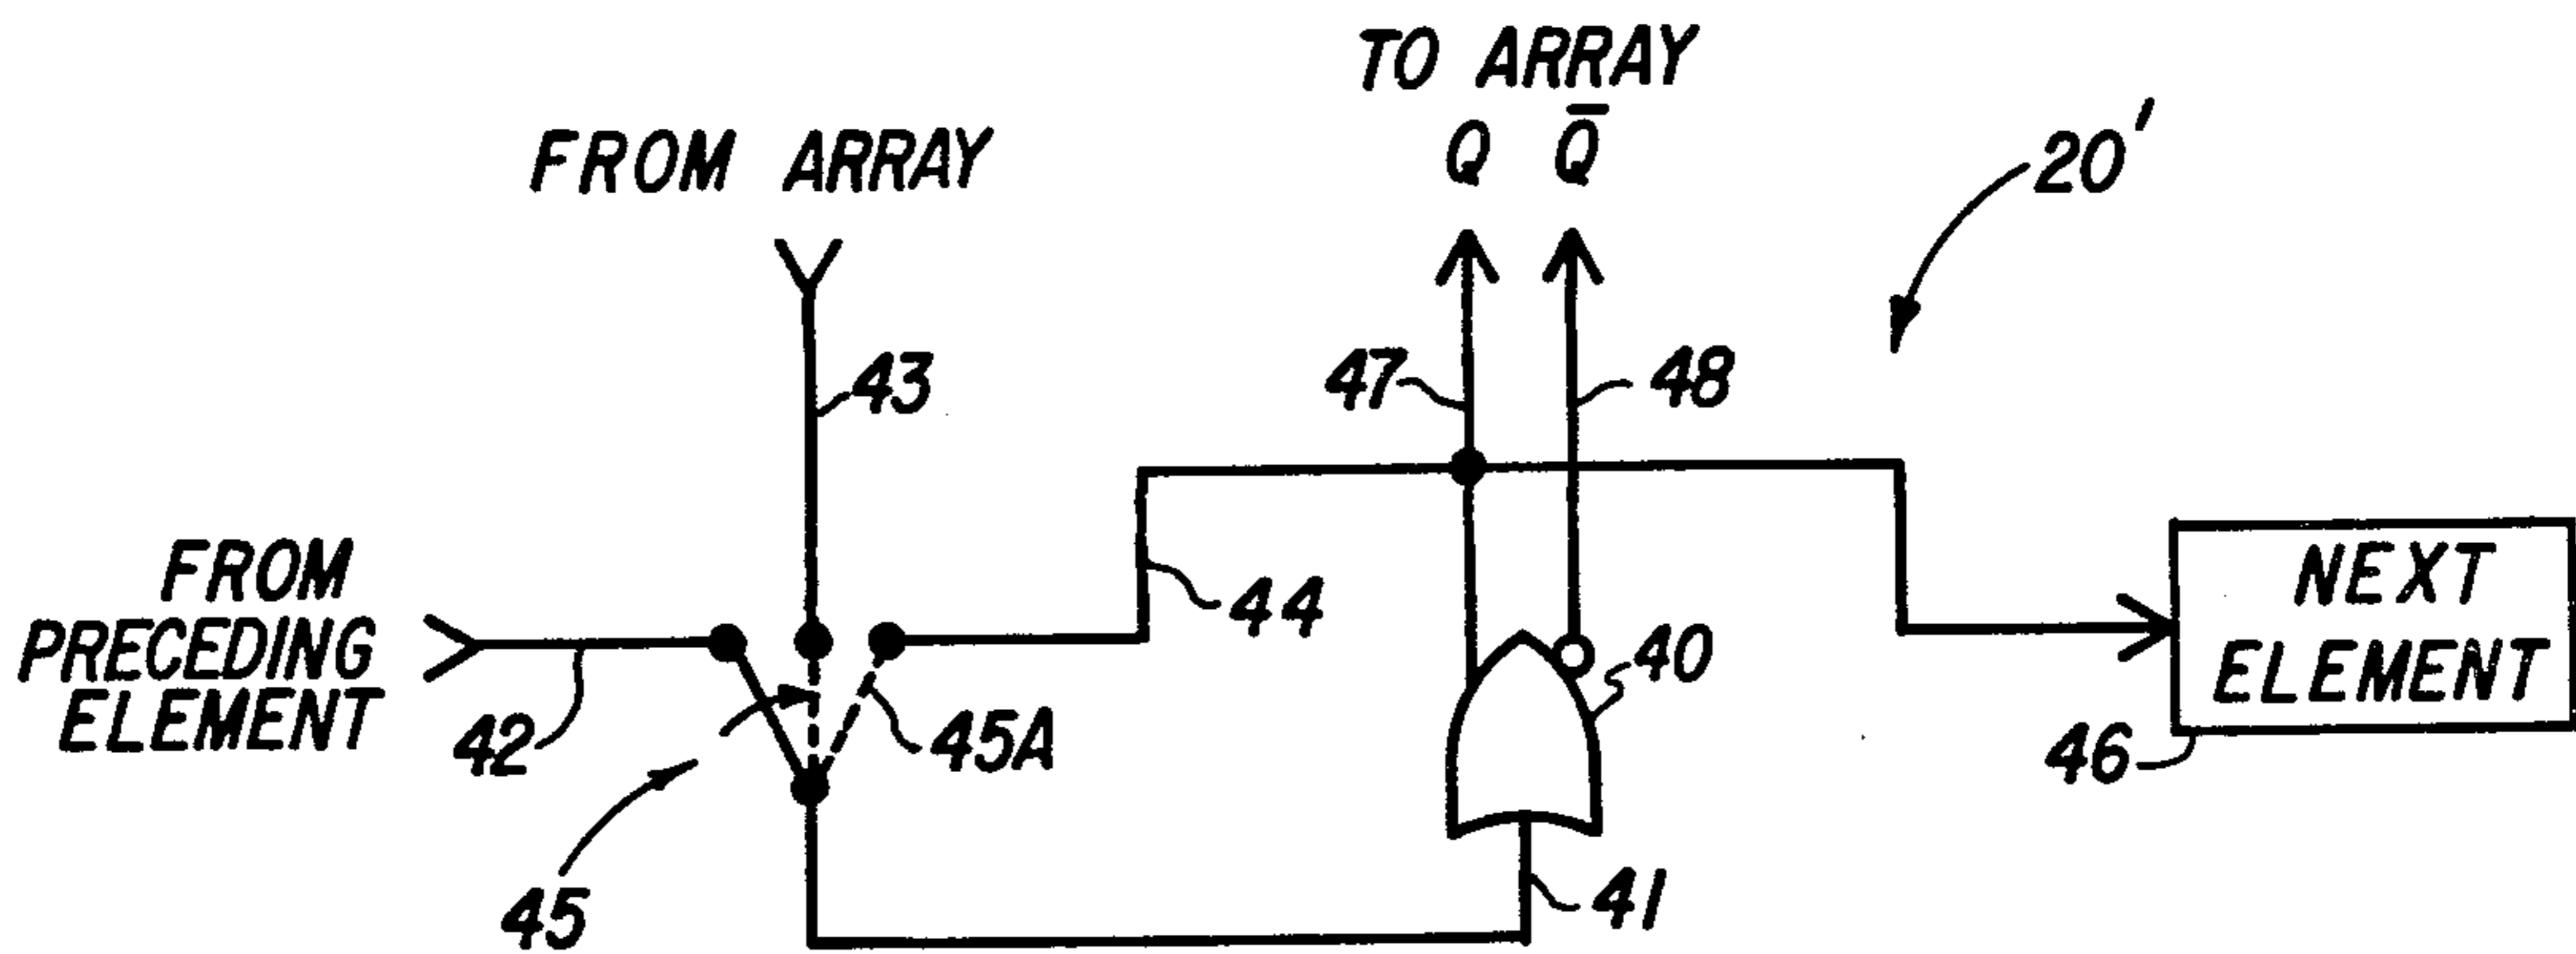 TO ARRAY
Q Q̅
20'
FROM ARRAY
43
47
48
FROM
PRECEDING
ELEMENT
42
44
45A
40
NEXT
ELEMENT
46
45
41